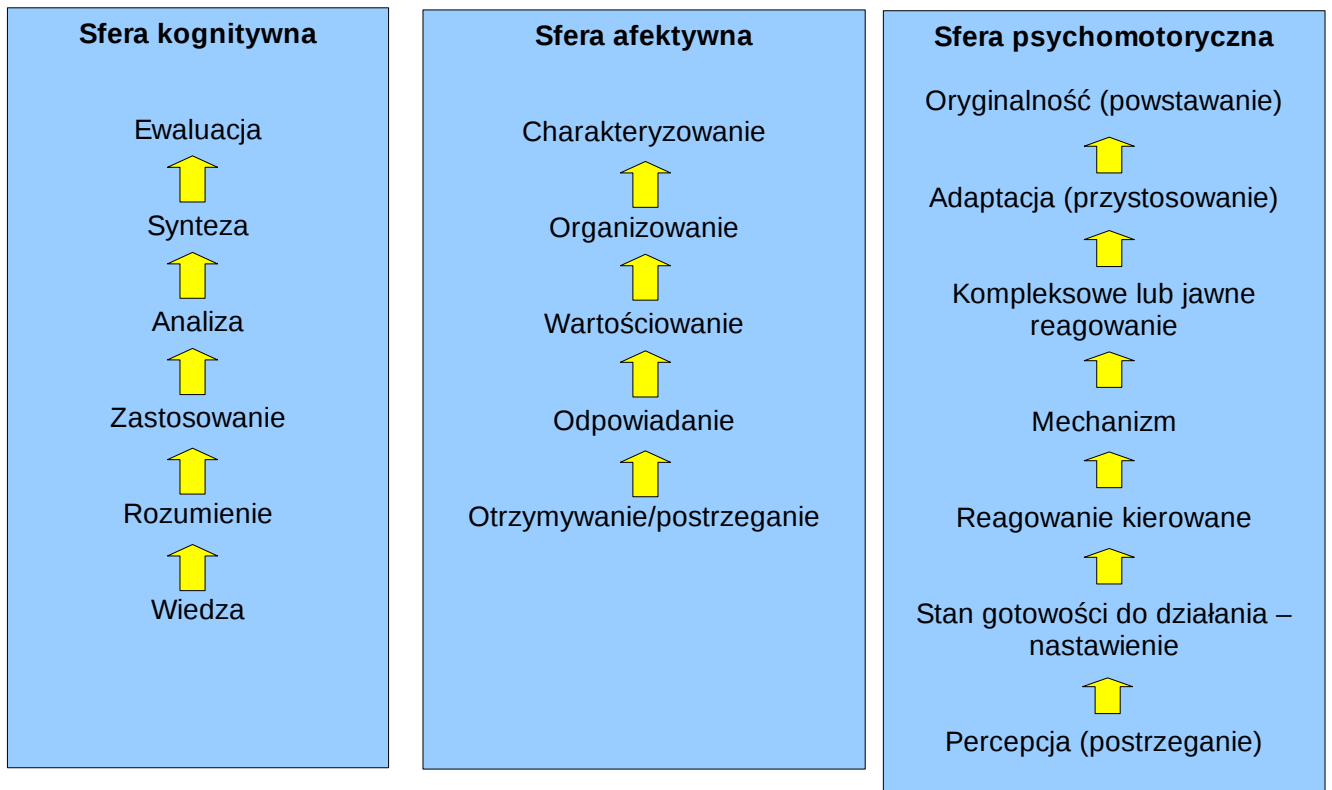 Sfera kognitywna
Ewaluacja
Synteza
Analiza
Zastosowanie
Rozumienie
Wiedza
Sfera afektywna
Charakteryzowanie
Organizowanie
Wartościowanie
Odpowiadanie
Otrzymywanie/postrzeganie
Sfera psychomotoryczna
Oryginalność (powstawanie)
Adaptacja (przystosowanie)
Kompleksowe lub jawne
reagowanie
Mechanizm
Reagowanie kierowane
Stan gotowości do działania –
nastawienie
Percepcja (postrzeganie)